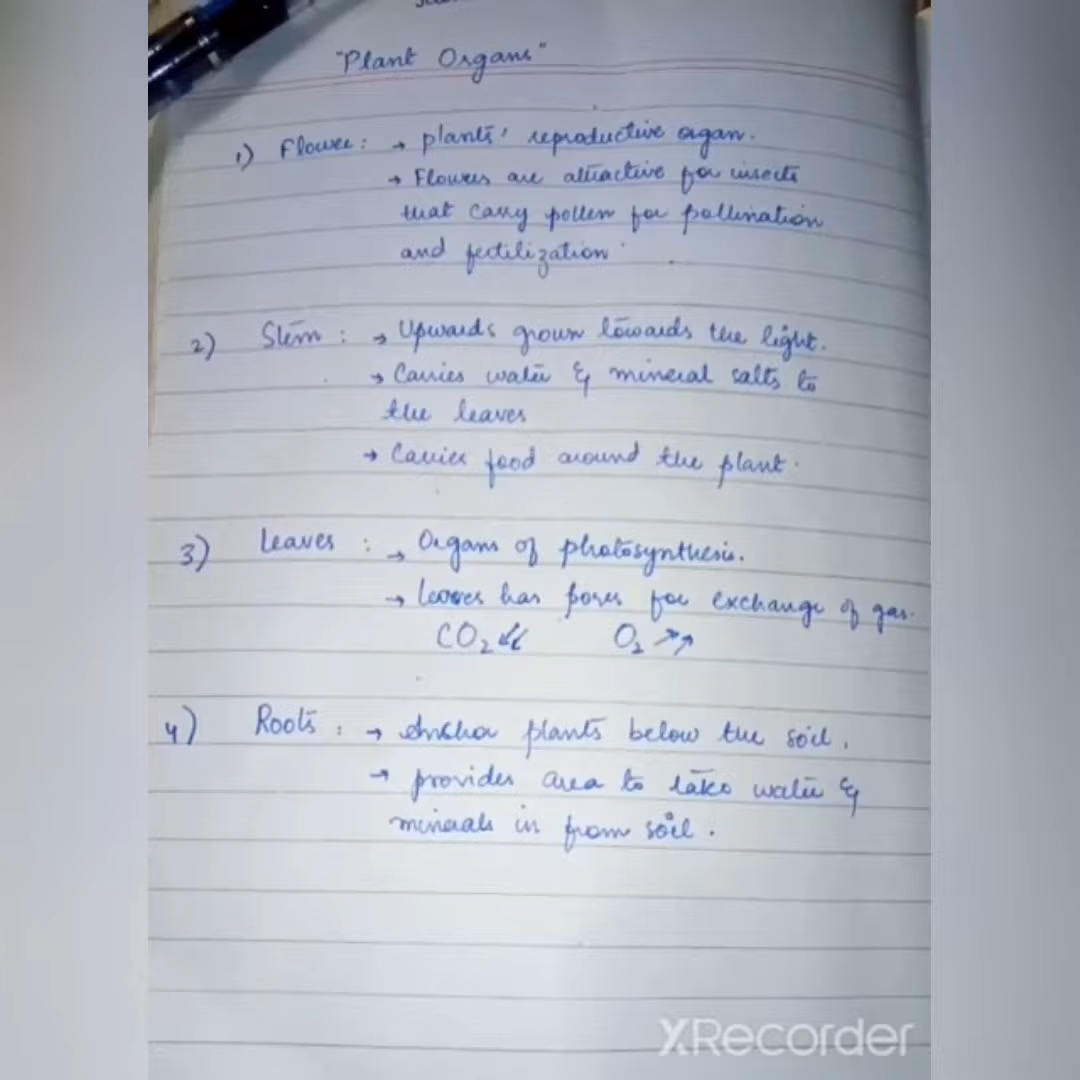 "Plant Organs"
1) Flower: → plants' reproductive organ.
→ Flowers are attractive for insects
that carry pollen for pollination
and fertilization
2) Stem: → Upwards grown towards the light.
→ Carries water & mineral salts to
the leaves
→ Carries food around the plant.
3) Leaves: → Organs of photosynthesis.
→ leaves has pores for exchange of gas.
CO₂ ↙↙ O₂ ↗↗
4) Roots: → Anchor plants below the soil.
→ provides area to take water &
minerals in from soil.
XRecorder